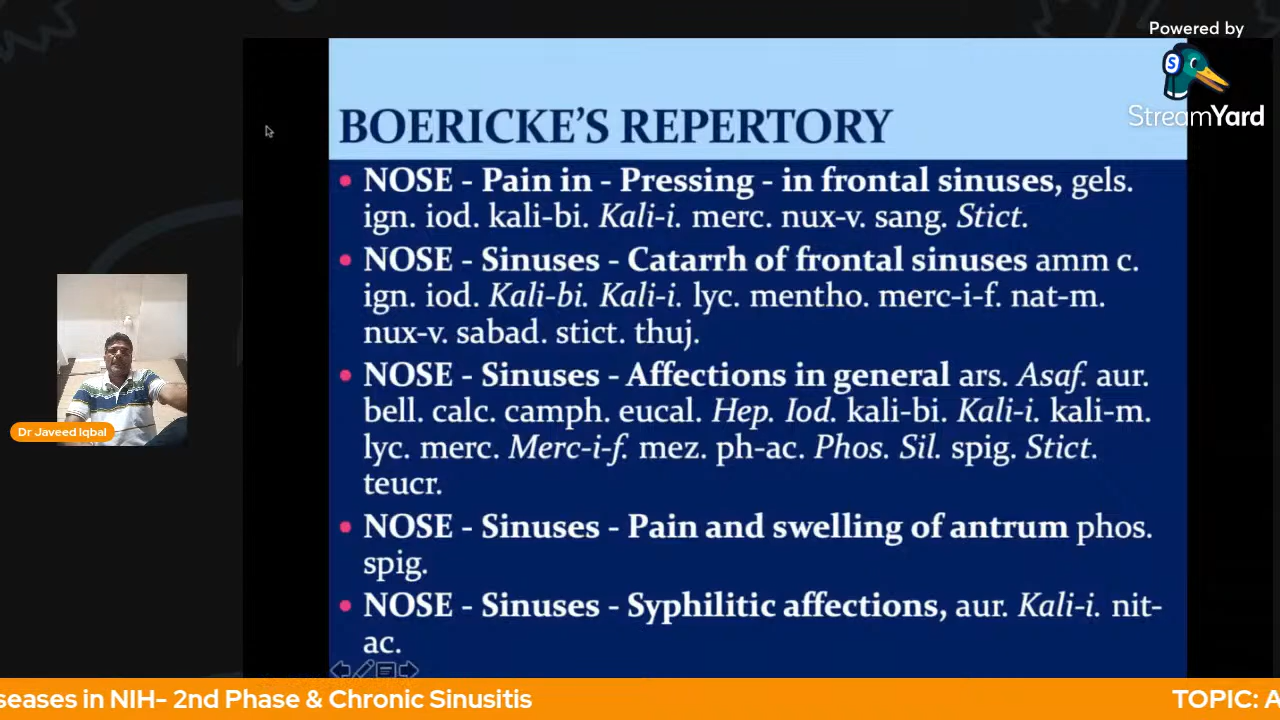 Powered by
StreamYard
BOERICKE'S REPERTORY
• NOSE - Pain in - Pressing - in frontal sinuses, gels.
ign. iod. kali-bi. Kali-i. merc. nux-v. sang. Stict.
• NOSE - Sinuses - Catarrh of frontal sinuses amm c.
ign. iod. Kali-bi. Kali-i. lyc. mentho. merc-i-f. nat-m.
nux-v. sabad. stict. thuj.
• NOSE - Sinuses - Affections in general ars. Asaf. aur.
bell. calc. camph. eucal. Hep. Iod. kali-bi. Kali-i. kali-m.
lyc. merc. Merc-i-f. mez. ph-ac. Phos. Sil. spig. Stict.
teucr.
• NOSE - Sinuses - Pain and swelling of antrum phos.
spig.
• NOSE - Sinuses - Syphilitic affections, aur. Kali-i. nit-
ac.
Dr Javeed Iqbal
seases in NIH- 2nd Phase & Chronic Sinusitis
TOPIC: A